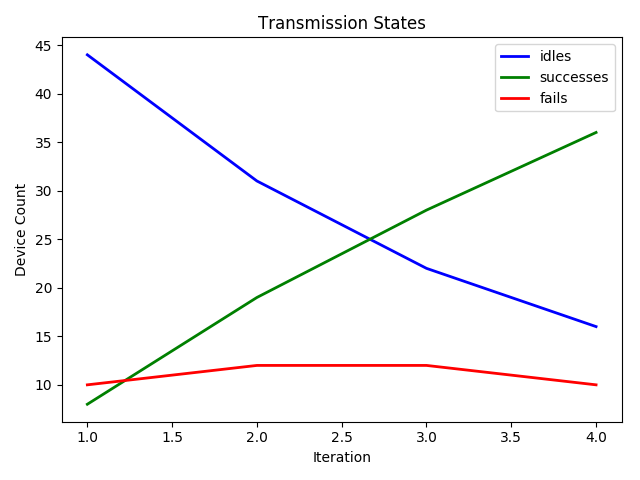 Transmission States
idles
successes
fails
Device Count
45
40
35
30
25
20
15
10
1.0 1.5 2.0 2.5 3.0 3.5 4.0
Iteration